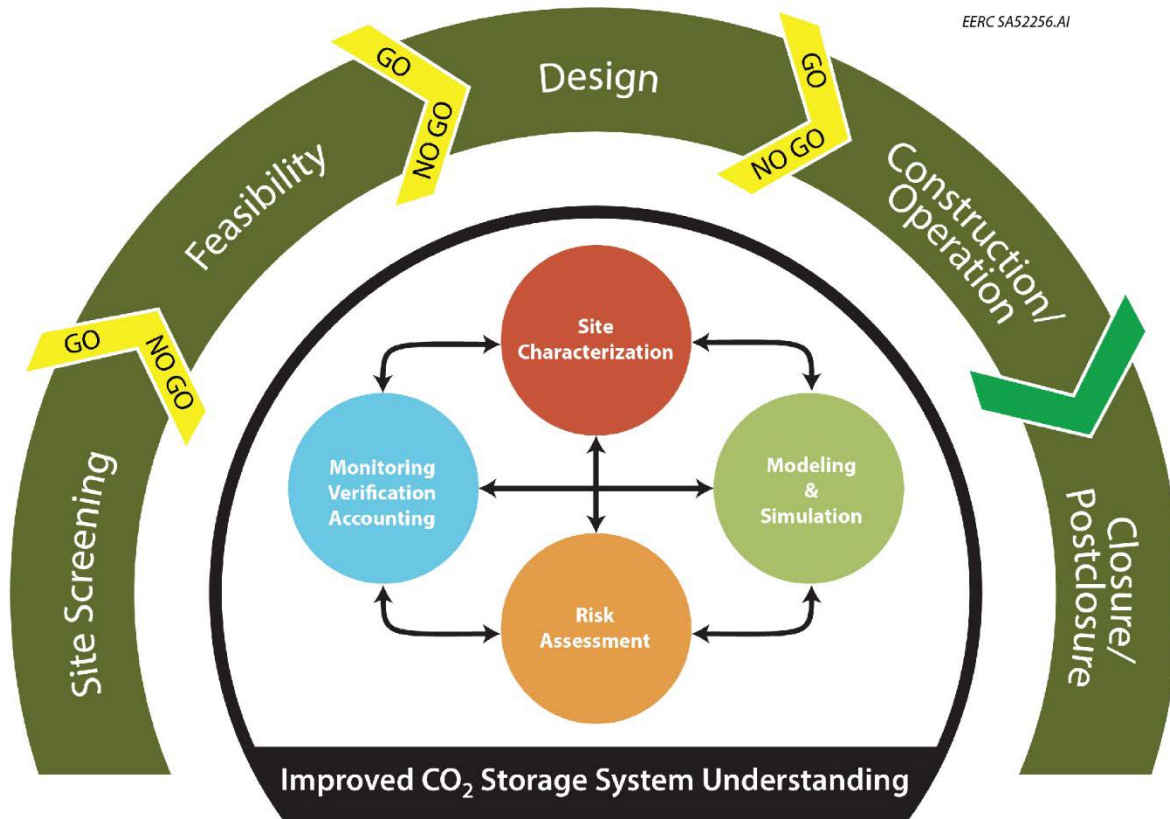 EERC SA52256.AI
Site Screening
GO
NO GO
Feasibility
GO
NO GO
Design
GO
NO GO
Construction/
Operation
Closure/
Postclosure
Site
Characterization
Monitoring
Verification
Accounting
Modeling
&
Simulation
Risk
Assessment
Improved CO₂ Storage System Understanding